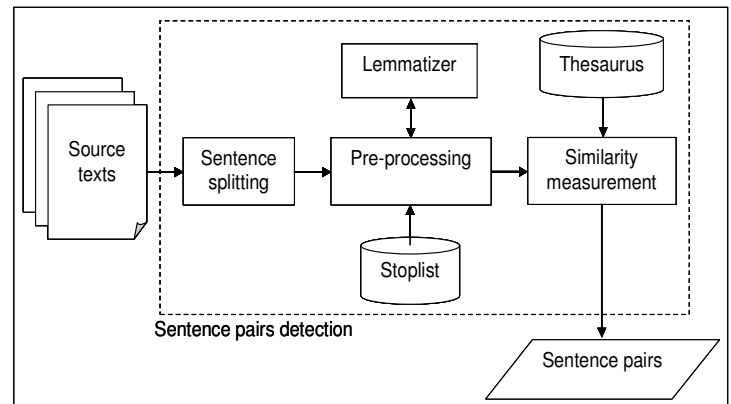 Lemmatizer
Thesaurus
Source
texts
Sentence
splitting
Pre-processing
Similarity
measurement
Stoplist
Sentence pairs detection
Sentence pairs